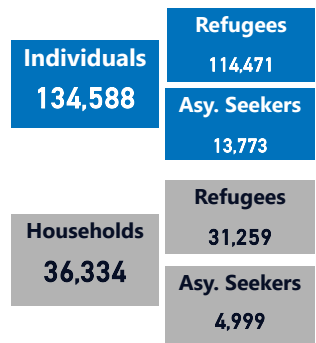 Individuals
134,588
Refugees
114,471
Asy. Seekers
13,773
Households
36,334
Refugees
31,259
Asy. Seekers
4,999